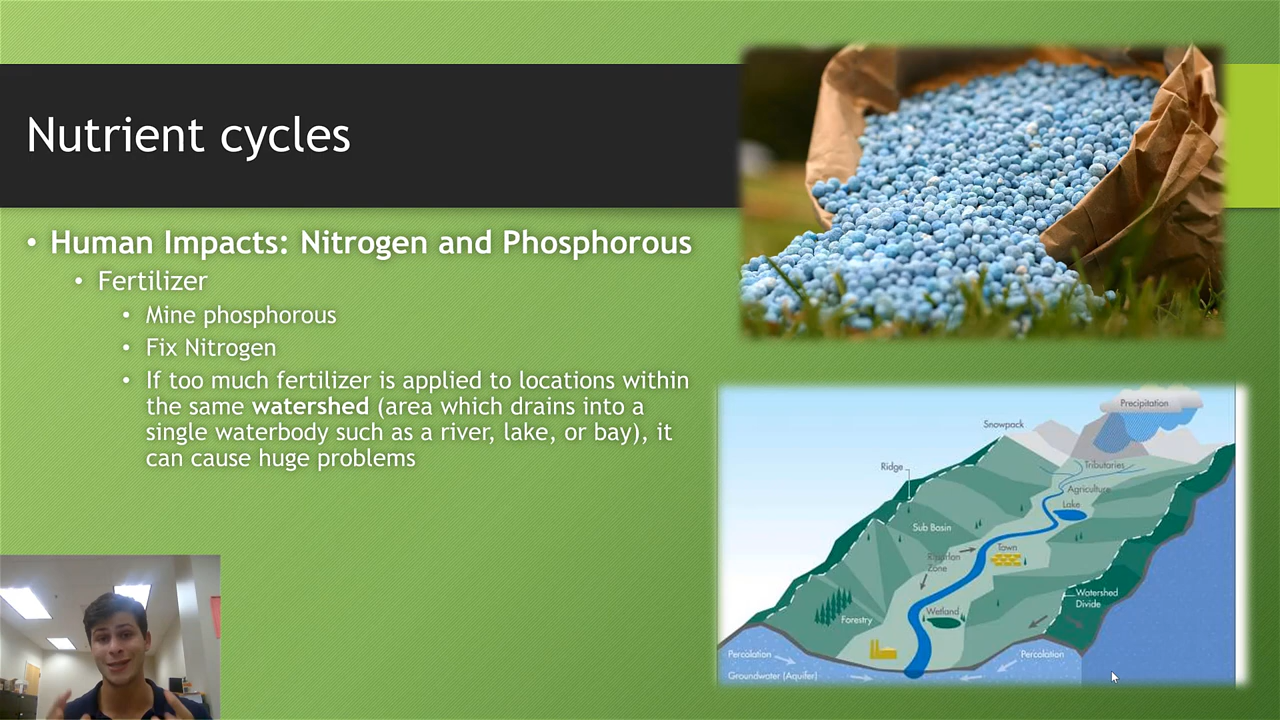 Nutrient cycles
• Human Impacts: Nitrogen and Phosphorous
• Fertilizer
• Mine phosphorous
• Fix Nitrogen
• If too much fertilizer is applied to locations within
the same watershed (area which drains into a
single waterbody such as a river, lake, or bay), it
can cause huge problems
Precipitation
Snowpack
Ridge
Tributaries
Agriculture
Lake
Sub Basin
Town
Riparian
Zone
Watershed
Divide
Wetland
Forestry
Percolation
Percolation
Groundwater (Aquifer)